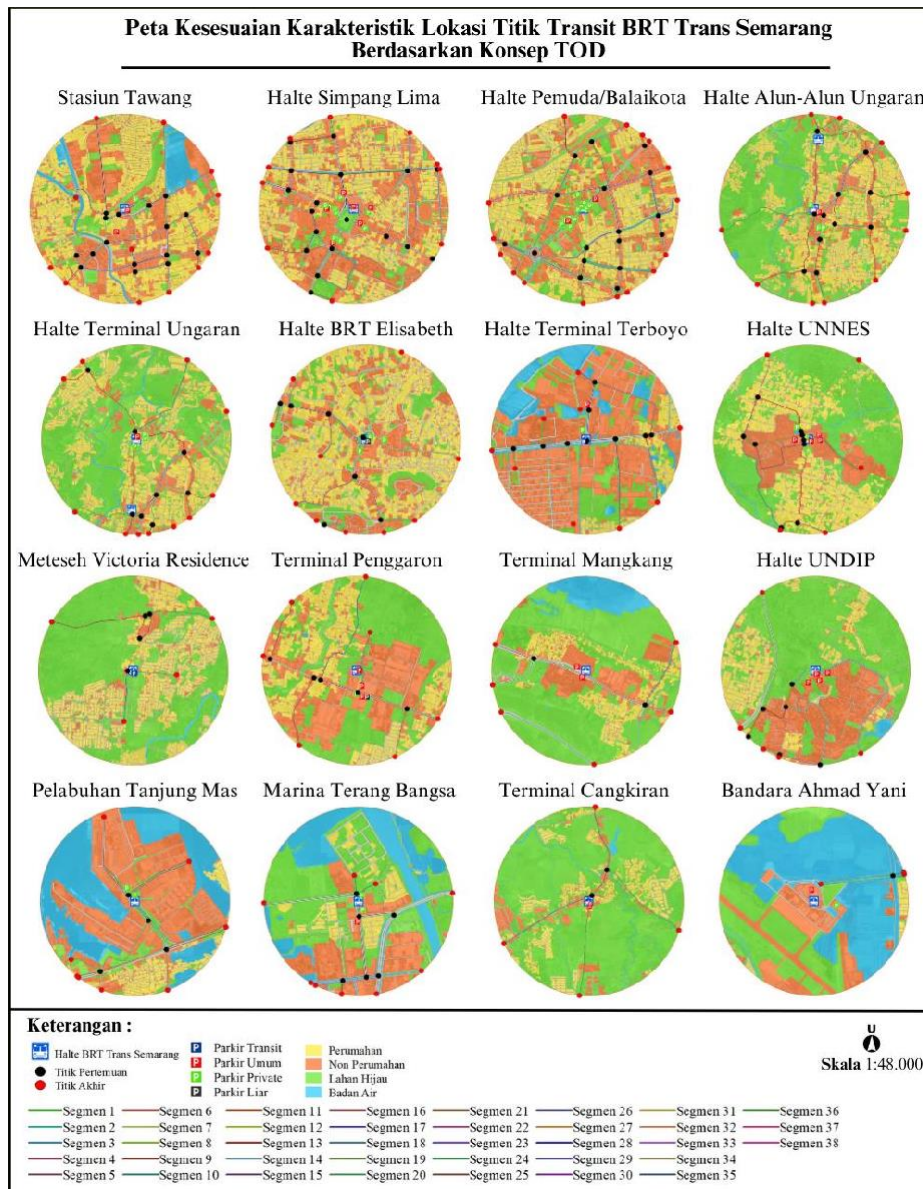 Peta Kesesuaian Karakteristik Lokasi Titik Transit BRT Trans Semarang
Berdasarkan Konsep TOD
Stasiun Tawang
Halte Simpang Lima
Halte Pemuda/Balaikota
Halte Alun-Alun Ungaran
Halte Terminal Ungaran
Halte BRT Elisabeth
Halte Terminal Terboyo
Halte UNNES
Meteseh Victoria Residence
Terminal Penggaron
Terminal Mangkang
Halte UNDIP
Pelabuhan Tanjung Mas
Marina Terang Bangsa
Terminal Cangkiran
Bandara Ahmad Yani
Keterangan :
Halte BRT Trans Semarang
Titik Pertemuan
Titik Akhir
P Parkir Transit
P Parkir Umum
P Parkir Private
P Parkir Liar
Perumahan
Non Perumahan
Lahan Hijau
Badan Air
U
Skala 1:48.000
Segmen 1 Segmen 6 Segmen 11 Segmen 16 Segmen 21 Segmen 26 Segmen 31 Segmen 36
Segmen 2 Segmen 7 Segmen 12 Segmen 17 Segmen 22 Segmen 27 Segmen 32 Segmen 37
Segmen 3 Segmen 8 Segmen 13 Segmen 18 Segmen 23 Segmen 28 Segmen 33 Segmen 38
Segmen 4 Segmen 9 Segmen 14 Segmen 19 Segmen 24 Segmen 29 Segmen 34
Segmen 5 Segmen 10 Segmen 15 Segmen 20 Segmen 25 Segmen 30 Segmen 35